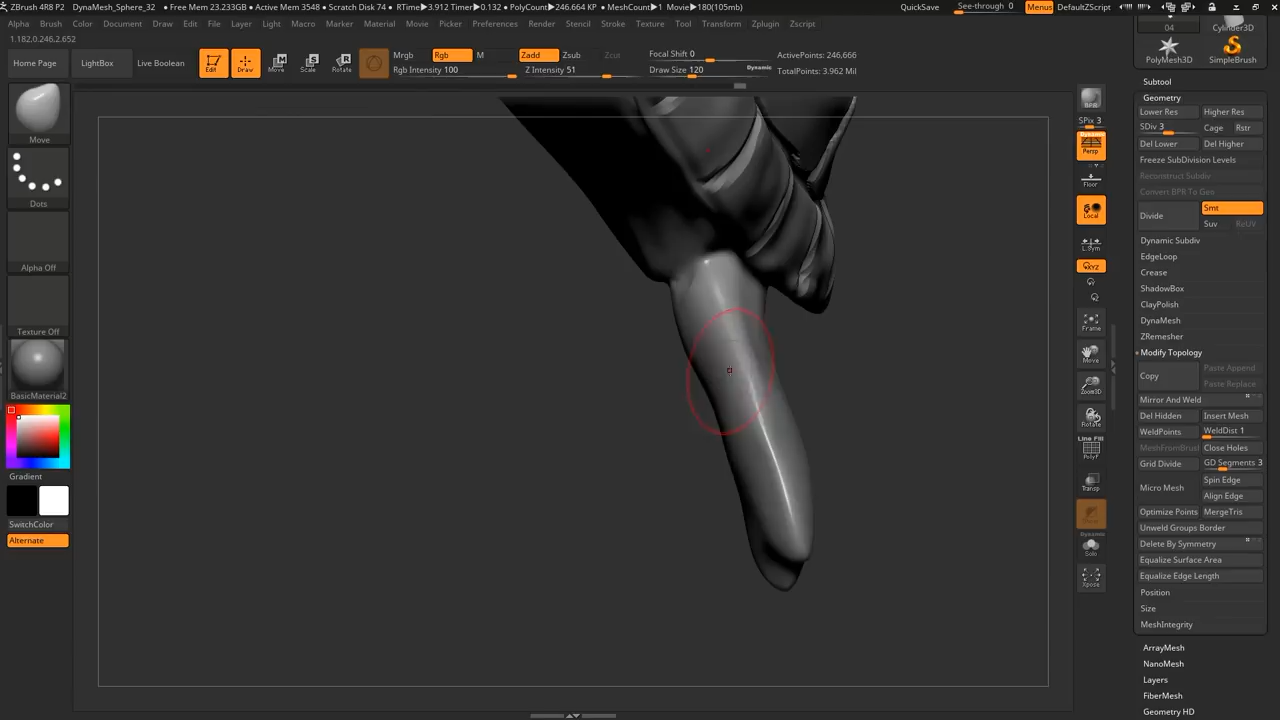 ZBrush 4R8 P2 DynaMesh_Sphere_32 • Free Mem 23.233GB • Active Mem 3548 • Scratch Disk 74 • RTime▶3.912 Timer▶0.132 • PolyCount▶246.664 KP • MeshCount▶1 Movie▶180(105mb) QuickSave See-through 0 Menus DefaultZScript
Alpha Brush Color Document Draw Edit File Layer Light Macro Marker Material Movie Picker Preferences Render Stencil Stroke Texture Tool Transform Zplugin Zscript
1.182,0.246,2.652
Home Page LightBox Live Boolean Edit Draw Move Scale Rotate
Mrgb Rgb M Zadd Zsub Zcut Focal Shift 0 ActivePoints: 246,666
Rgb Intensity 100 Z Intensity 51 Draw Size 120 Dynamic TotalPoints: 3.962 Mil
Move
Dots
Alpha Off
Texture Off
BasicMaterial2
Gradient
SwitchColor
Alternate
BPR
SPix 3
Dynamic
Persp
Floor
Local
L.Sym
XYZ
Frame
Move
Zoom3D
Rotate
Line Fill
PolyF
Transp
Dynamic
Solo
Xpose
04 Cylinder3D
PolyMesh3D SimpleBrush
Subtool
Geometry
Lower Res Higher Res
SDiv 3 Cage Rstr
Del Lower Del Higher
Freeze SubDivision Levels
Reconstruct Subdiv
Convert BPR To Geo
Divide Smt
Suv ReUV
Dynamic Subdiv
EdgeLoop
Crease
ShadowBox
ClayPolish
DynaMesh
ZRemesher
Modify Topology
Copy Paste Append
Paste Replace
Mirror And Weld
Del Hidden Insert Mesh
WeldPoints WeldDist 1
MeshFromBrush Close Holes
Grid Divide GD Segments 3
Micro Mesh Spin Edge
Align Edge
Optimize Points MergeTris
Unweld Groups Border
Delete By Symmetry
Equalize Surface Area
Equalize Edge Length
Position
Size
MeshIntegrity
ArrayMesh
NanoMesh
Layers
FiberMesh
Geometry HD